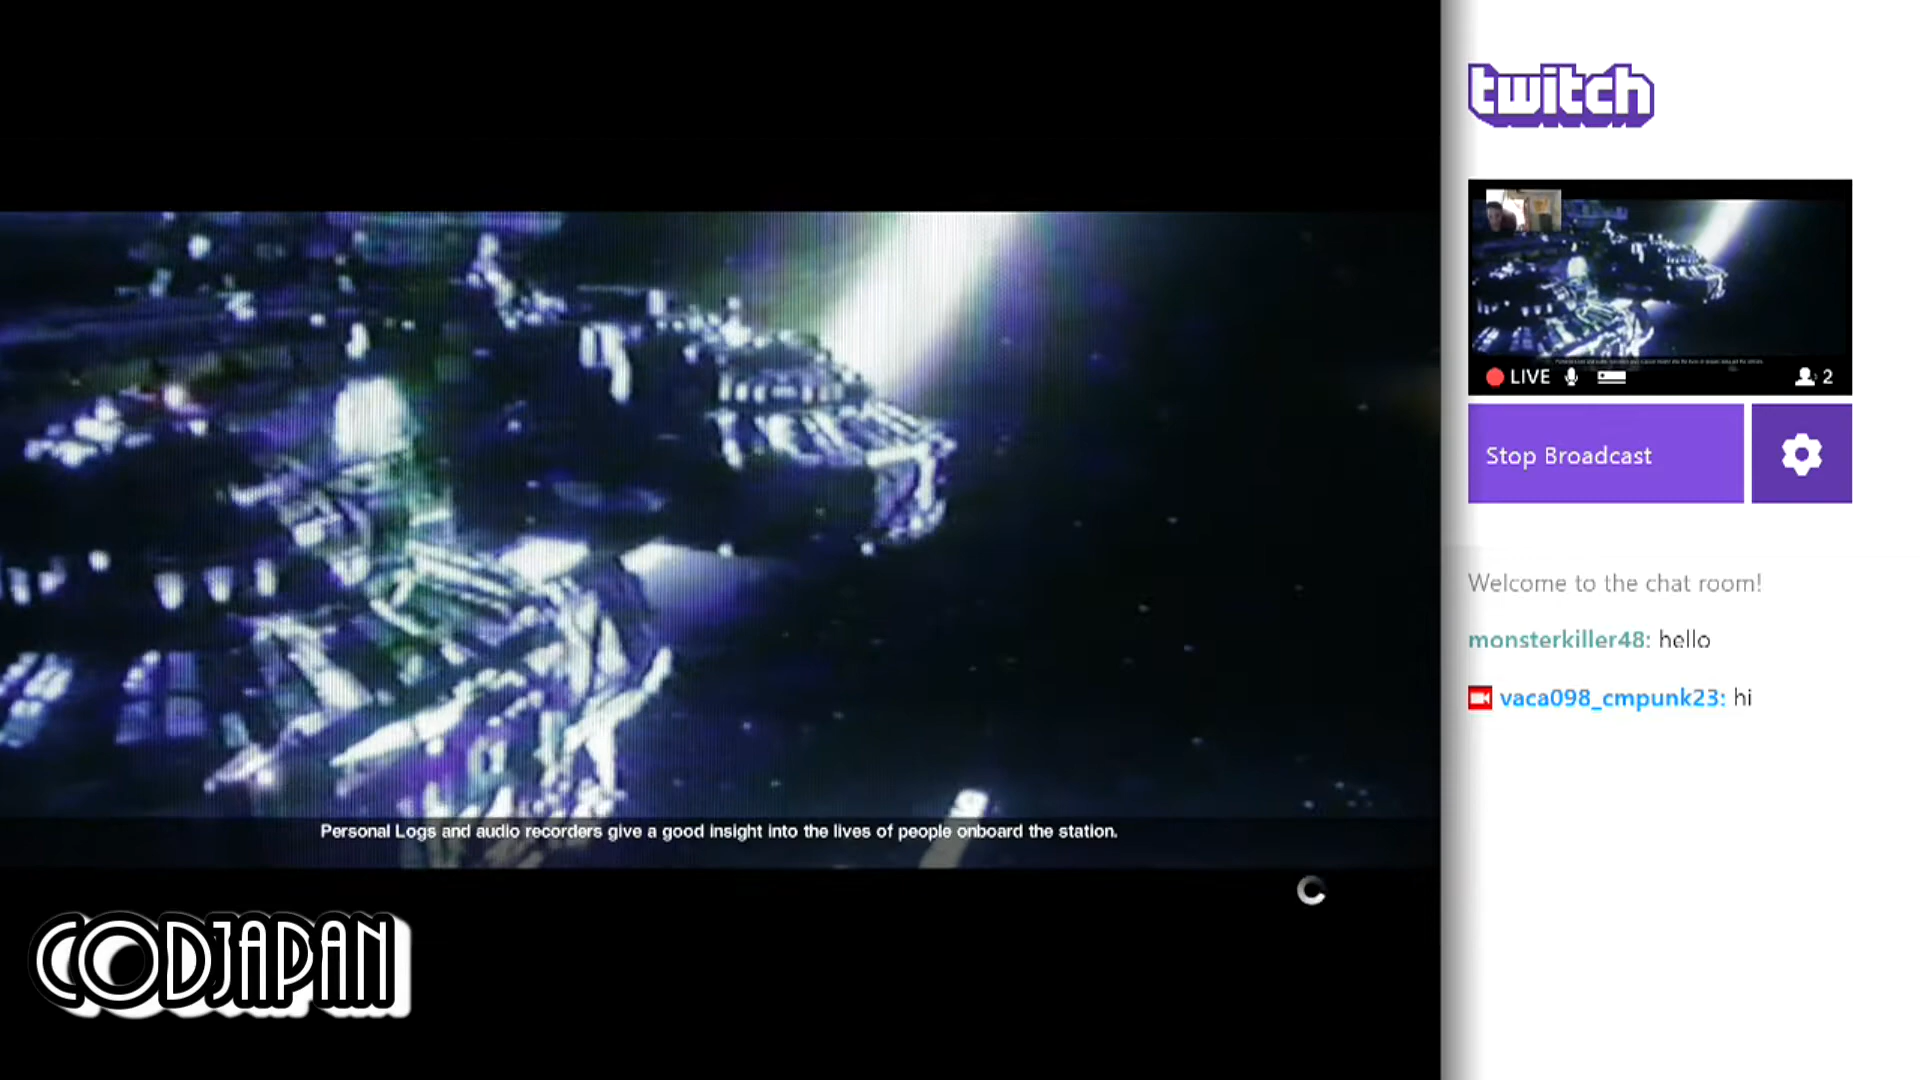 twitch
LIVE
2
Stop Broadcast
Welcome to the chat room!
monsterkiller48: hello
vaca098_cmpunk23: hi
Personal Logs and audio recorders give a good insight into the lives of people onboard the station.
CODJAPAN